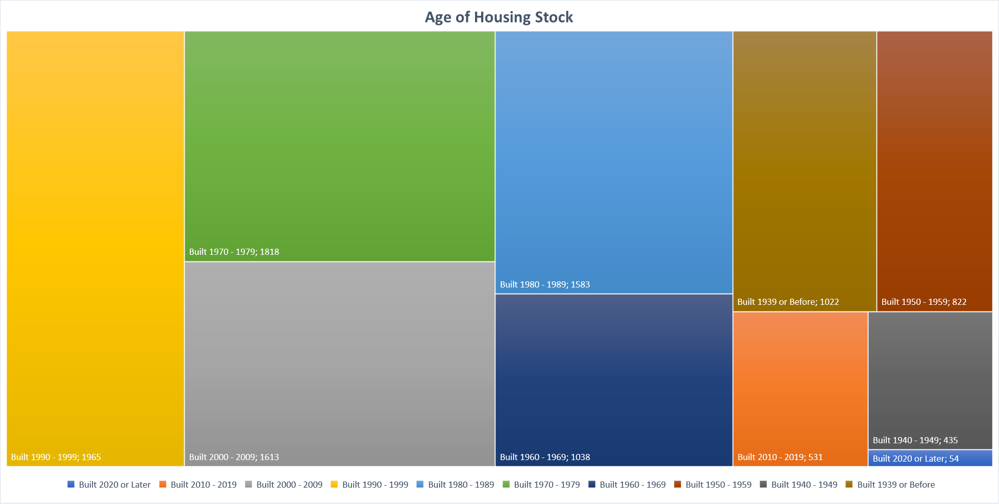 Age of Housing Stock
Built 1970 - 1979; 1818
Built 1980 - 1989; 1583
Built 1939 or Before; 1022
Built 1950 - 1959; 822
Built 1940 - 1949; 435
Built 1990 - 1999; 1965
Built 2000 - 2009; 1613
Built 1960 - 1969; 1038
Built 2010 - 2019; 531
Built 2020 or Later; 54
Built 2020 or Later
Built 2010 - 2019
Built 2000 - 2009
Built 1990 - 1999
Built 1980 - 1989
Built 1970 - 1979
Built 1960 - 1969
Built 1950 - 1959
Built 1940 - 1949
Built 1939 or Before